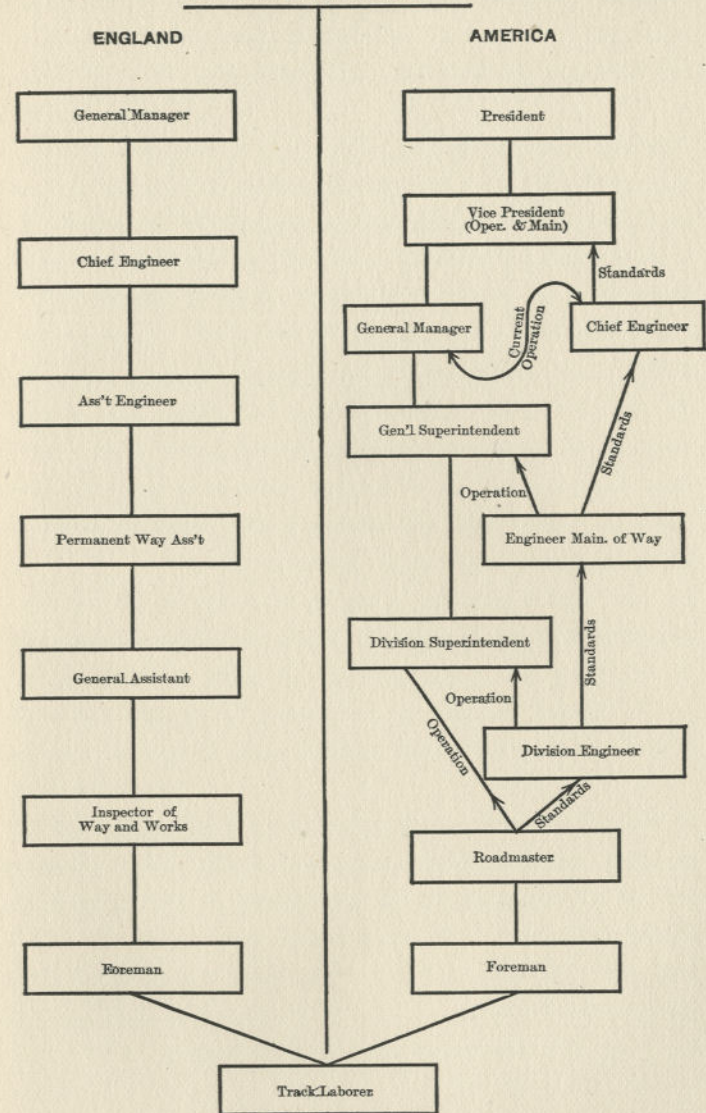 ENGLAND
General Manager
Chief Engineer
Ass't Engineer
Permanent Way Ass't
General Assistant
Inspector of
Way and Works
Foreman
AMERICA
President
Vice President
(Oper. & Main)
Standards
General Manager
Current
Operation
Chief Engineer
Gen'l Superintendent
Standards
Operation
Engineer Main. of Way
Division Superintendent
Standards
Operation
Operation
Division Engineer
Standards
Roadmaster
Foreman
Track Laborer